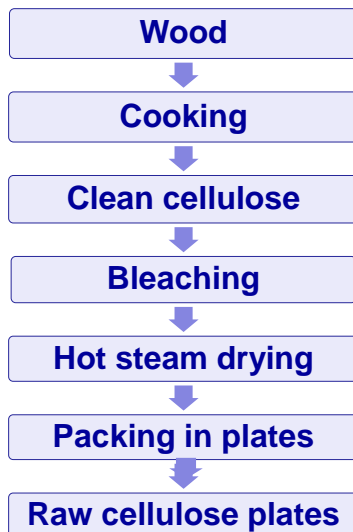 Wood
Cooking
Clean cellulose
Bleaching
Hot steam drying
Packing in plates
Raw cellulose plates